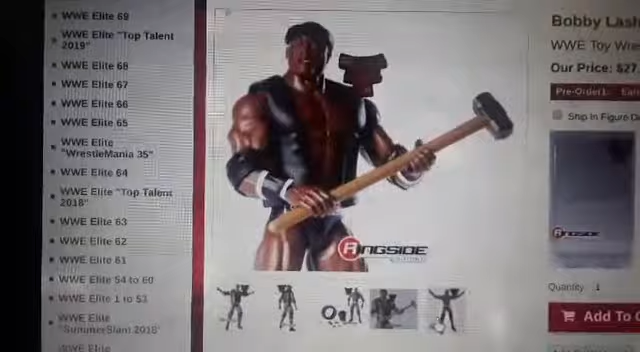 WWE Elite 69
WWE Elite "Top Talent
2019"
WWE Elite 68
WWE Elite 67
WWE Elite 66
WWE Elite 65
WWE Elite
"WrestleMania 35"
WWE Elite 64
WWE Elite "Top Talent
2018"
WWE Elite 63
WWE Elite 62
WWE Elite 61
WWE Elite 54 to 60
WWE Elite 1 to 53
WWE Elite
"SummerSlam 2018"
WWE Elite
RINGSIDE
Bobby Lash
WWE Toy Wre
Our Price: $27.
Pre-Order
Ship In Figure De
RINGSIDE
Quantity: 1
Add To C